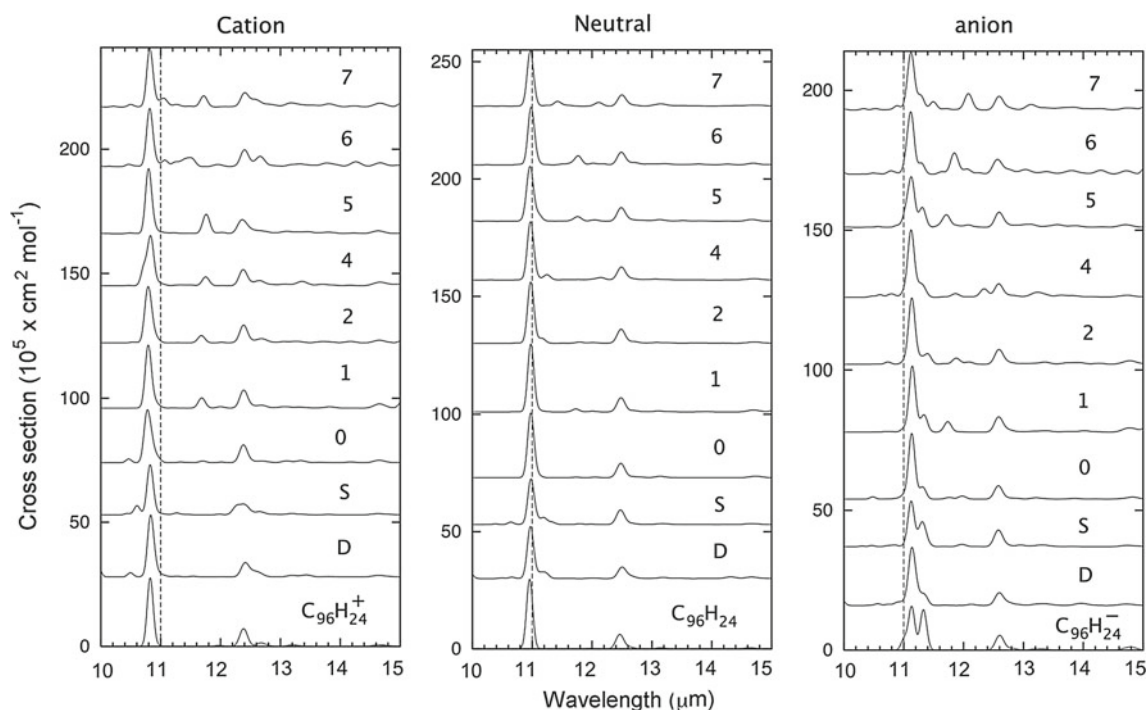 Cation
Neutral
anion
Cross section (10⁵ x cm² mol⁻¹)
200
150
100
50
0
7
6
5
4
2
1
0
S
D
C₉₆H₂₄⁺
10 11 12 13 14 15
250
200
150
100
50
0
7
6
5
4
2
1
0
S
D
C₉₆H₂₄
10 11 12 13 14 15
200
150
100
50
0
7
6
5
4
2
1
0
S
D
C₉₆H₂₄⁻
10 11 12 13 14 15
Wavelength (μm)